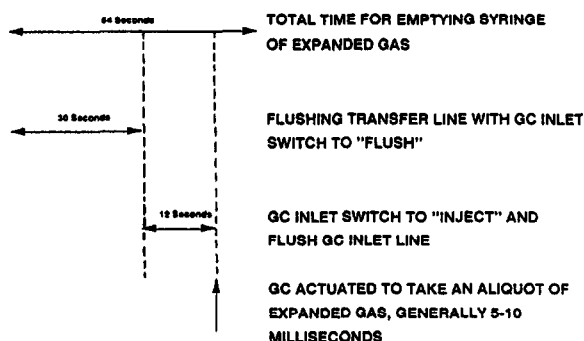 54 Seconds
TOTAL TIME FOR EMPTYING SYRINGE
OF EXPANDED GAS
30 Seconds
FLUSHING TRANSFER LINE WITH GC INLET
SWITCH TO "FLUSH"
12 Seconds
GC INLET SWITCH TO "INJECT" AND
FLUSH GC INLET LINE
GC ACTUATED TO TAKE AN ALIQUOT OF
EXPANDED GAS, GENERALLY 5-10
MILLISECONDS